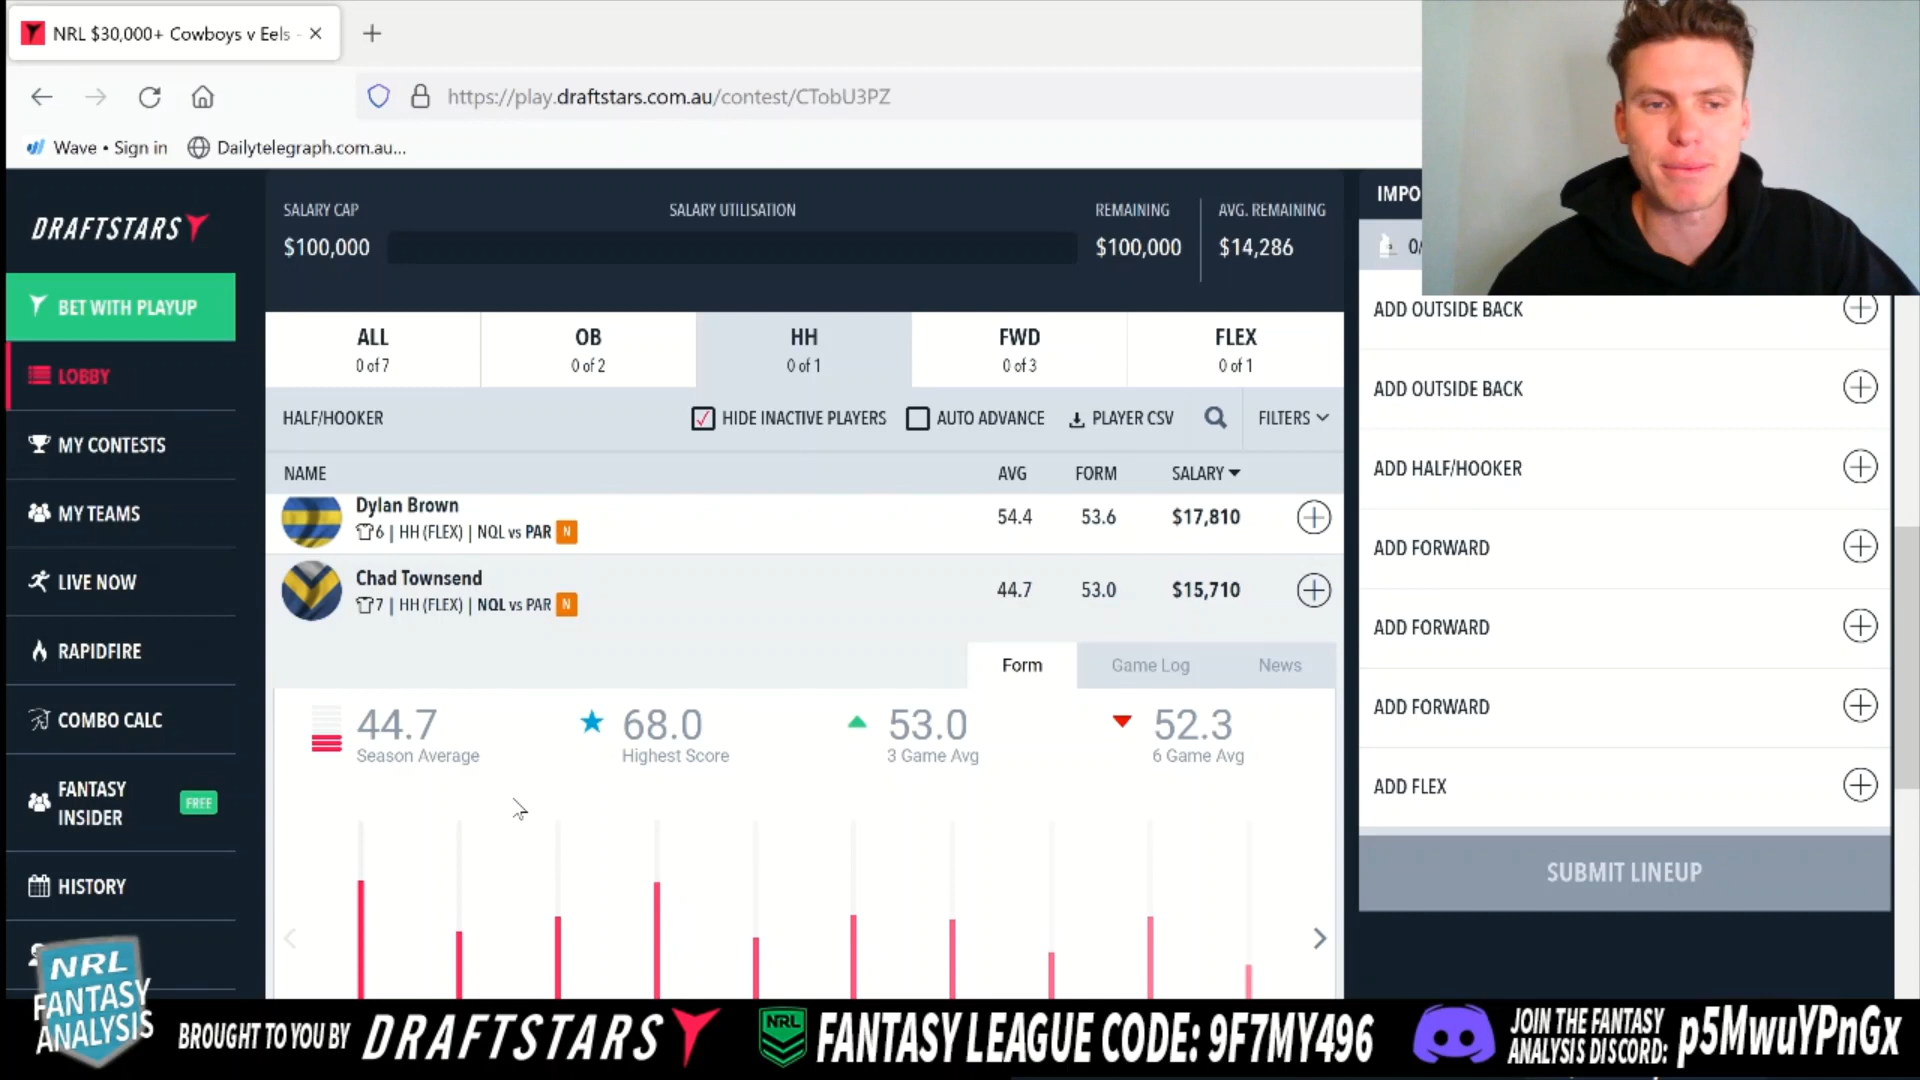 NRL $30,000+ Cowboys v Eels -
https://play.draftstars.com.au/contest/CTobU3PZ
Wave • Sign in
Dailytelegraph.com.au...
DRAFTSTARS
BET WITH PLAYUP
LOBBY
MY CONTESTS
MY TEAMS
LIVE NOW
RAPIDFIRE
COMBO CALC
FANTASY INSIDER FREE
HISTORY
SALARY CAP
$100,000
SALARY UTILISATION
REMAINING
$100,000
AVG. REMAINING
$14,286
ALL
0 of 7
OB
0 of 2
HH
0 of 1
FWD
0 of 3
FLEX
0 of 1
HALF/HOOKER
HIDE INACTIVE PLAYERS
AUTO ADVANCE
PLAYER CSV
FILTERS
NAME AVG FORM SALARY
Dylan Brown
6 | HH (FLEX) | NQL vs PAR N
54.4 53.6 $17,810
Chad Townsend
7 | HH (FLEX) | NQL vs PAR N
44.7 53.0 $15,710
Form Game Log News
44.7
Season Average
68.0
Highest Score
53.0
3 Game Avg
52.3
6 Game Avg
IMPO
0/
ADD OUTSIDE BACK
ADD OUTSIDE BACK
ADD HALF/HOOKER
ADD FORWARD
ADD FORWARD
ADD FORWARD
ADD FLEX
SUBMIT LINEUP
NRL
FANTASY
ANALYSIS
BROUGHT TO YOU BY DRAFTSTARS
NRL
FANTASY LEAGUE CODE: 9F7MY496
JOIN THE FANTASY
ANALYSIS DISCORD:
p5MwuYPnGx